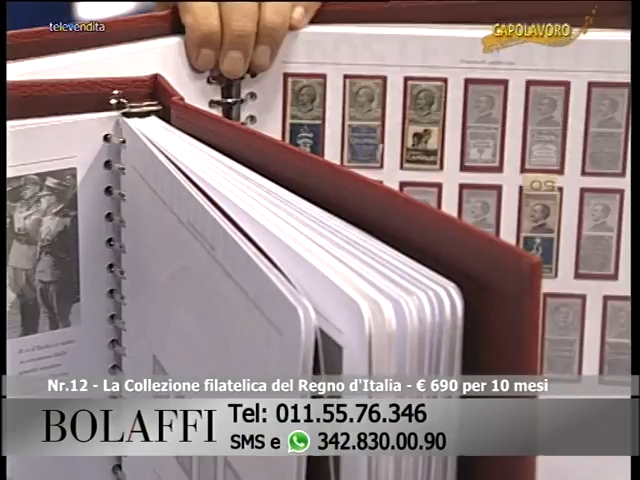 televendita
CAPOLAVORO
50
Nr.12 - La Collezione filatelica del Regno d'Italia - € 690 per 10 mesi
BOLAFFI
Tel: 011.55.76.346
SMS e 342.830.00.90